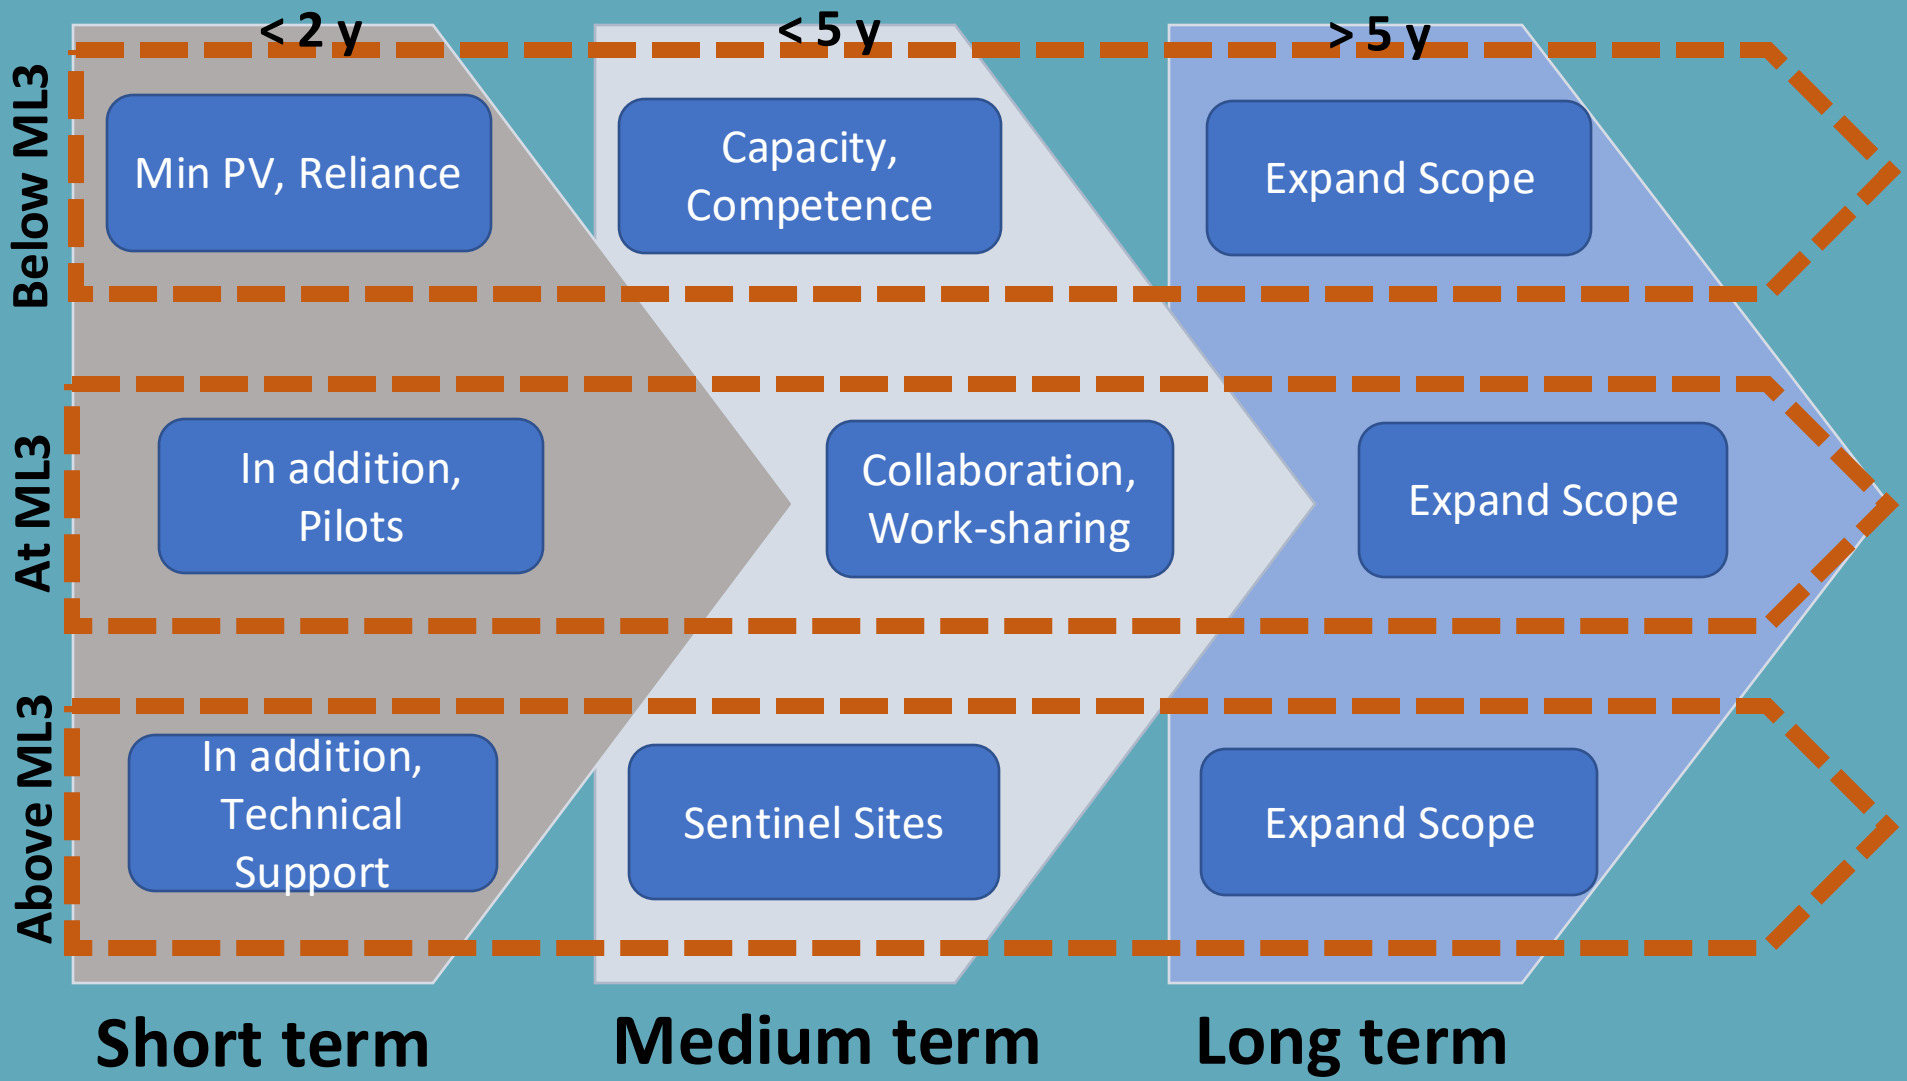 < 2 y
< 5 y
> 5 y
Below ML3
Min PV, Reliance
Capacity,
Competence
Expand Scope
At ML3
In addition,
Pilots
Collaboration,
Work-sharing
Expand Scope
Above ML3
In addition,
Technical
Support
Sentinel Sites
Expand Scope
Short term
Medium term
Long term